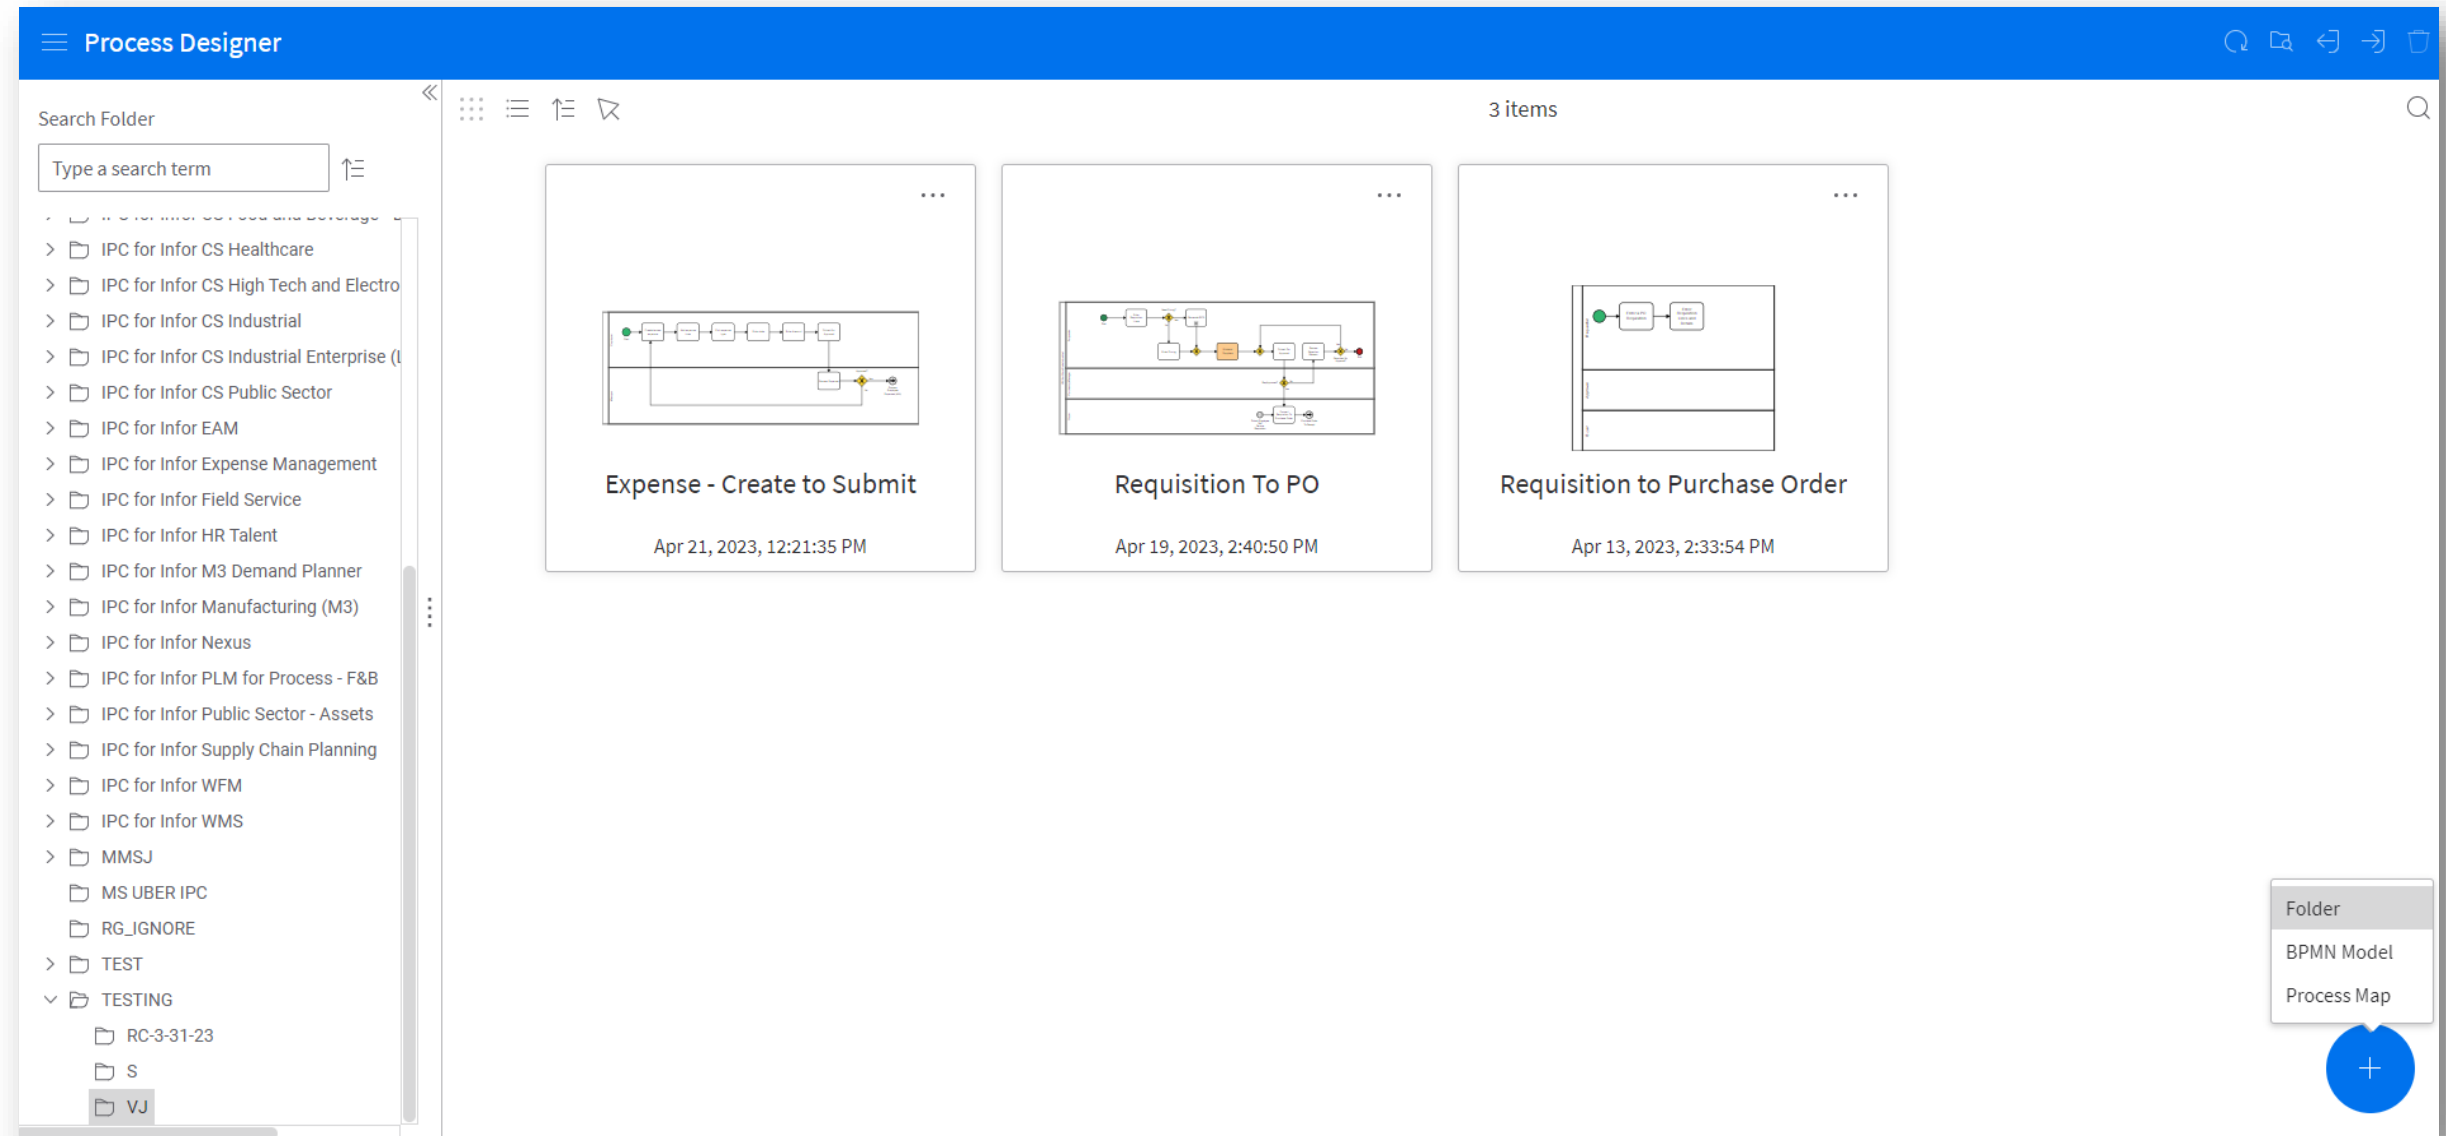 Process Designer
Search Folder
Type a search term
3 items
IPC for Infor CS Food and Beverage
IPC for Infor CS Healthcare
IPC for Infor CS High Tech and Electro
IPC for Infor CS Industrial
IPC for Infor CS Industrial Enterprise (L
IPC for Infor CS Public Sector
IPC for Infor EAM
IPC for Infor Expense Management
IPC for Infor Field Service
IPC for Infor HR Talent
IPC for Infor M3 Demand Planner
IPC for Infor Manufacturing (M3)
IPC for Infor Nexus
IPC for Infor PLM for Process - F&B
IPC for Infor Public Sector - Assets
IPC for Infor Supply Chain Planning
IPC for Infor WFM
IPC for Infor WMS
MMSJ
MS UBER IPC
RG_IGNORE
TEST
TESTING
RC-3-31-23
S
VJ
Expense - Create to Submit
Apr 21, 2023, 12:21:35 PM
Requisition To PO
Apr 19, 2023, 2:40:50 PM
Requisition to Purchase Order
Apr 13, 2023, 2:33:54 PM
Folder
BPMN Model
Process Map